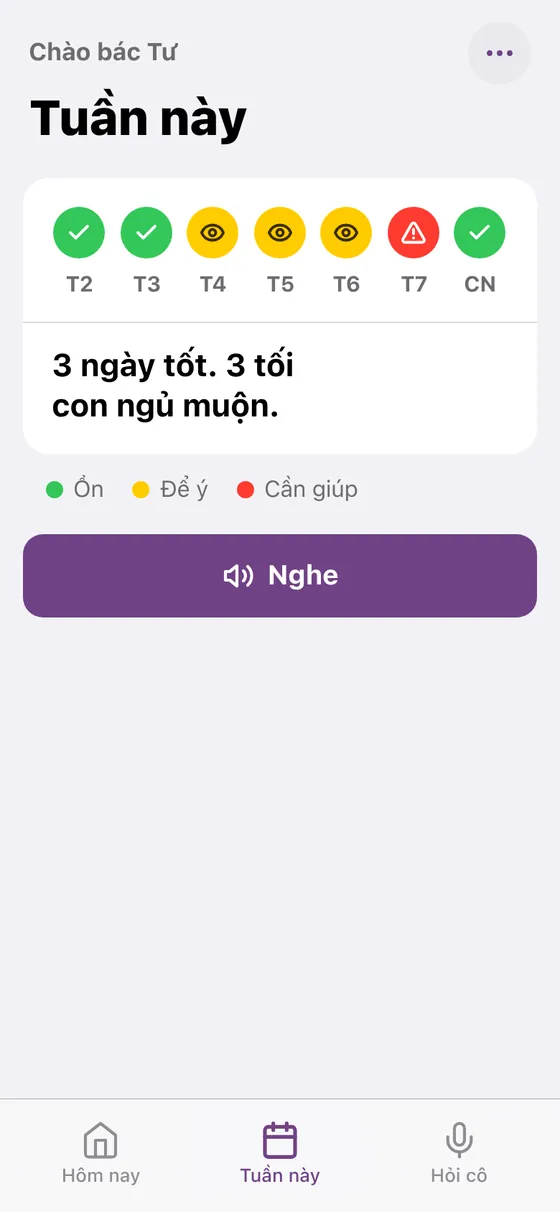 Chào bác Tư
Tuần này
T2 T3 T4 T5 T6 T7 CN
3 ngày tốt. 3 tối
con ngủ muộn.
Ổn Để ý Cần giúp
Nghe
Hôm nay Tuần này Hỏi cô